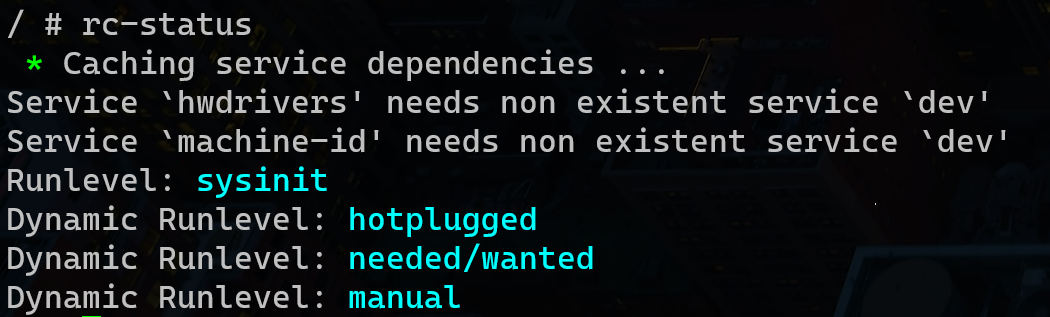 / # rc-status
* Caching service dependencies ...
Service `hwdrivers' needs non existent service `dev'
Service `machine-id' needs non existent service `dev'
Runlevel: sysinit
Dynamic Runlevel: hotplugged
Dynamic Runlevel: needed/wanted
Dynamic Runlevel: manual